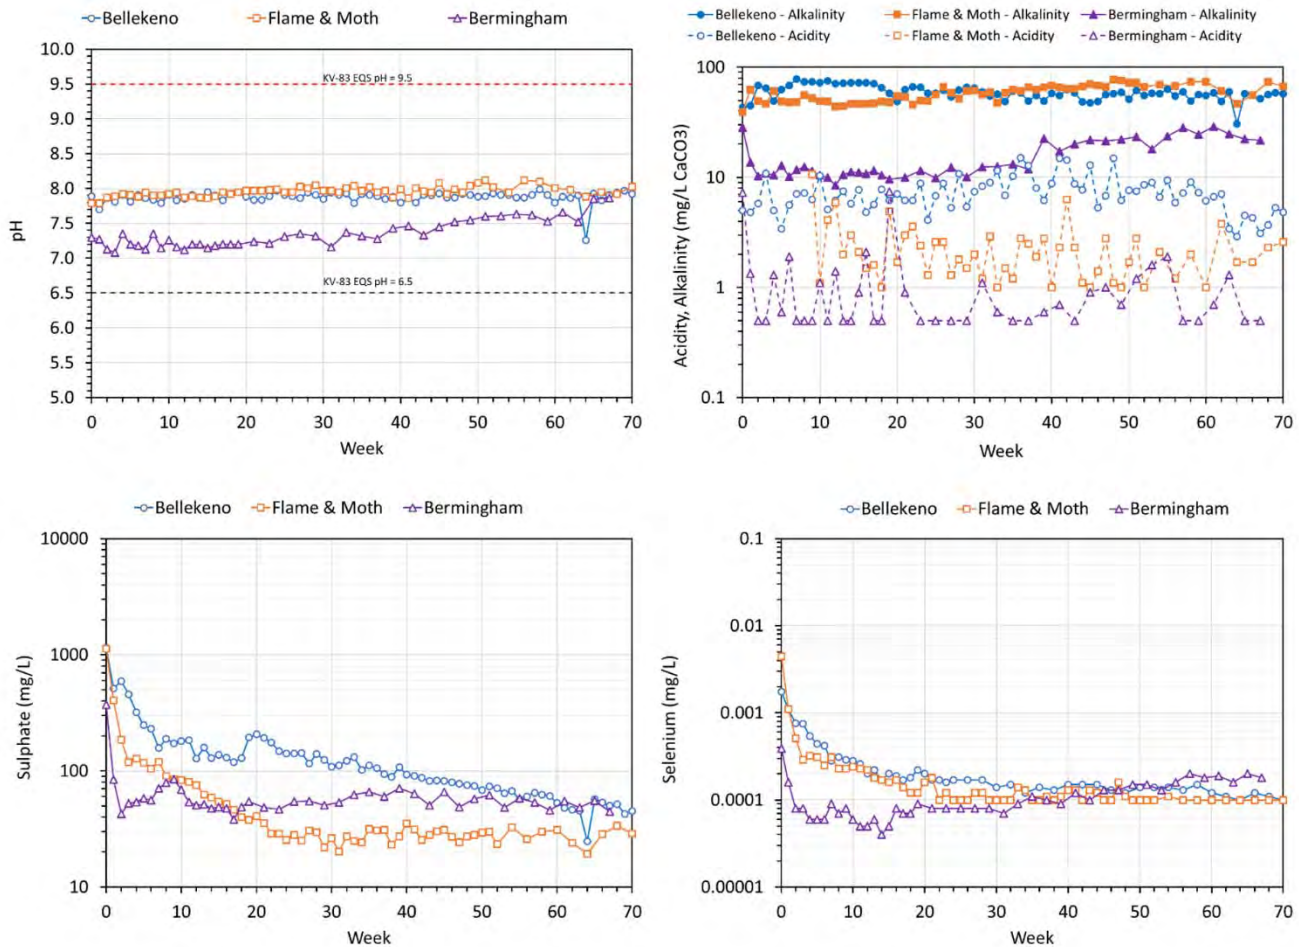 Bellekeno Flame & Moth Bermingham
10.0
9.5
9.0
8.5
8.0
7.5
7.0
6.5
6.0
5.5
5.0
pH
KV-83 EQS pH = 9.5
KV-83 EQS pH = 6.5
0 10 20 30 40 50 60 70
Week
Bellekeno - Alkalinity Flame & Moth - Alkalinity Bermingham - Alkalinity
Bellekeno - Acidity Flame & Moth - Acidity Bermingham - Acidity
100
10
1
0.1
Acidity, Alkalinity (mg/L CaCO3)
0 10 20 30 40 50 60 70
Week
Bellekeno Flame & Moth Bermingham
10000
1000
100
10
Sulphate (mg/L)
0 10 20 30 40 50 60 70
Week
Bellekeno Flame & Moth Bermingham
0.1
0.01
0.001
0.0001
0.00001
Selenium (mg/L)
0 10 20 30 40 50 60 70
Week